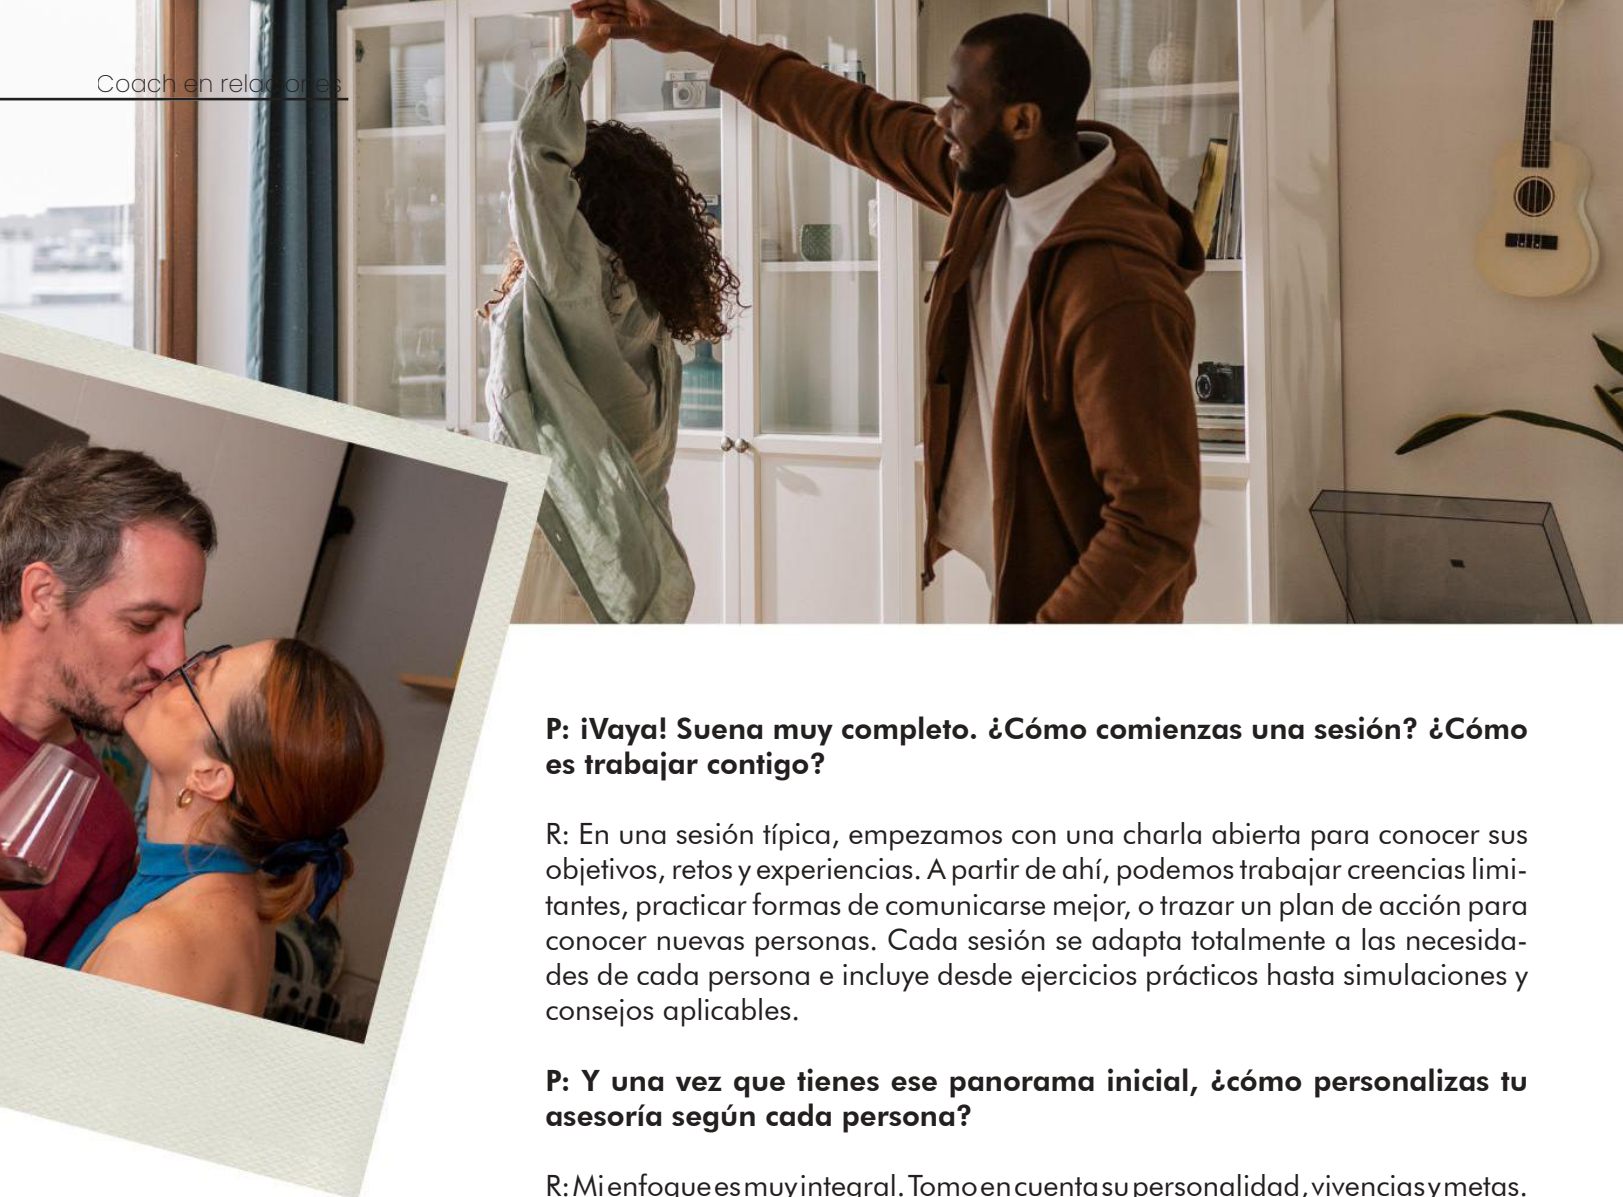 Coach en relaciones
P: ¡Vaya! Suena muy completo. ¿Cómo comienzas una sesión? ¿Cómo
es trabajar contigo?
R: En una sesión típica, empezamos con una charla abierta para conocer sus
objetivos, retos y experiencias. A partir de ahí, podemos trabajar creencias limi-
tantes, practicar formas de comunicarse mejor, o trazar un plan de acción para
conocer nuevas personas. Cada sesión se adapta totalmente a las necesida-
des de cada persona e incluye desde ejercicios prácticos hasta simulaciones y
consejos aplicables.
P: Y una vez que tienes ese panorama inicial, ¿cómo personalizas tu
asesoría según cada persona?
R: Mi enfoque es muy integral. Tomo en cuenta su personalidad, vivencias y metas.